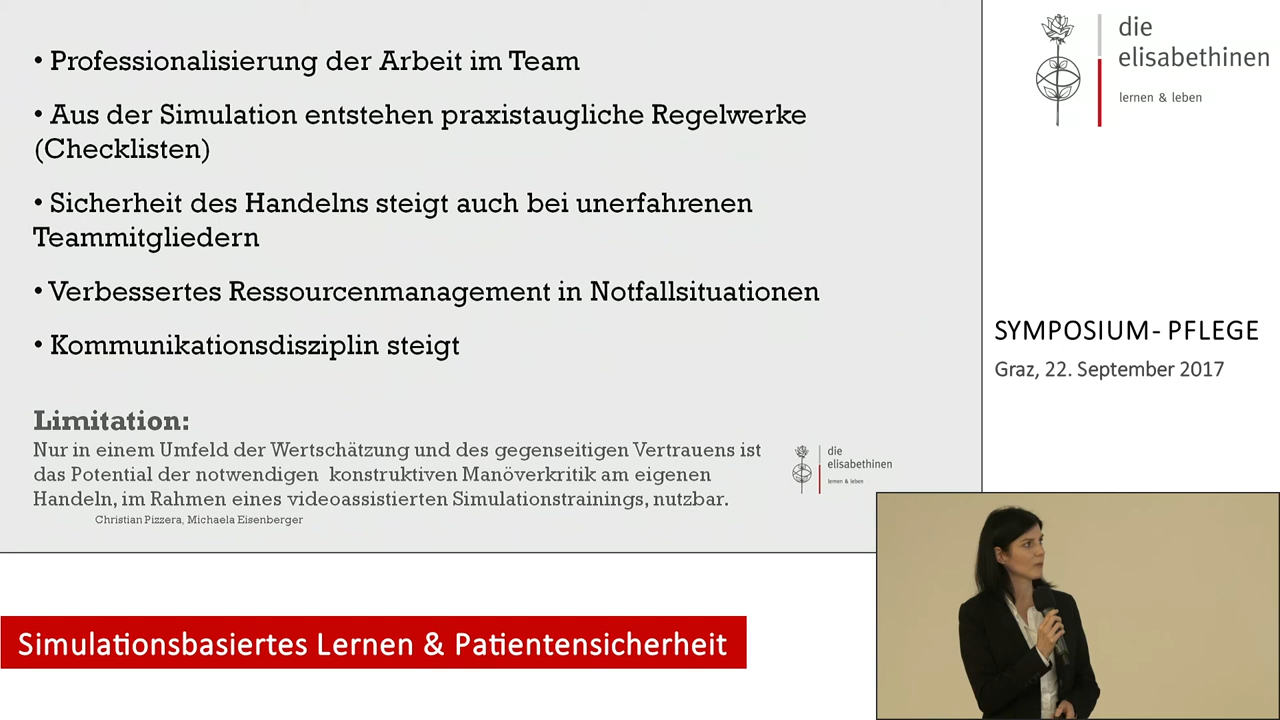 • Professionalisierung der Arbeit im Team
• Aus der Simulation entstehen praxistaugliche Regelwerke
(Checklisten)
• Sicherheit des Handelns steigt auch bei unerfahrenen
Teammitgliedern
• Verbessertes Ressourcenmanagement in Notfallsituationen
• Kommunikationsdisziplin steigt
Limitation:
Nur in einem Umfeld der Wertschätzung und des gegenseitigen Vertrauens ist
das Potential der notwendigen konstruktiven Manöverkritik am eigenen
Handeln, in Rahmen eines videoassistierten Simulationstrainings, nutzbar.
Christian Pizzera, Michaela Eisenberger
die
elisabethinen
lernen & leben
die
elisabethinen
lernen & leben
SYMPOSIUM- PFLEGE
Graz, 22. September 2017
Simulationsbasiertes Lernen & Patientensicherheit